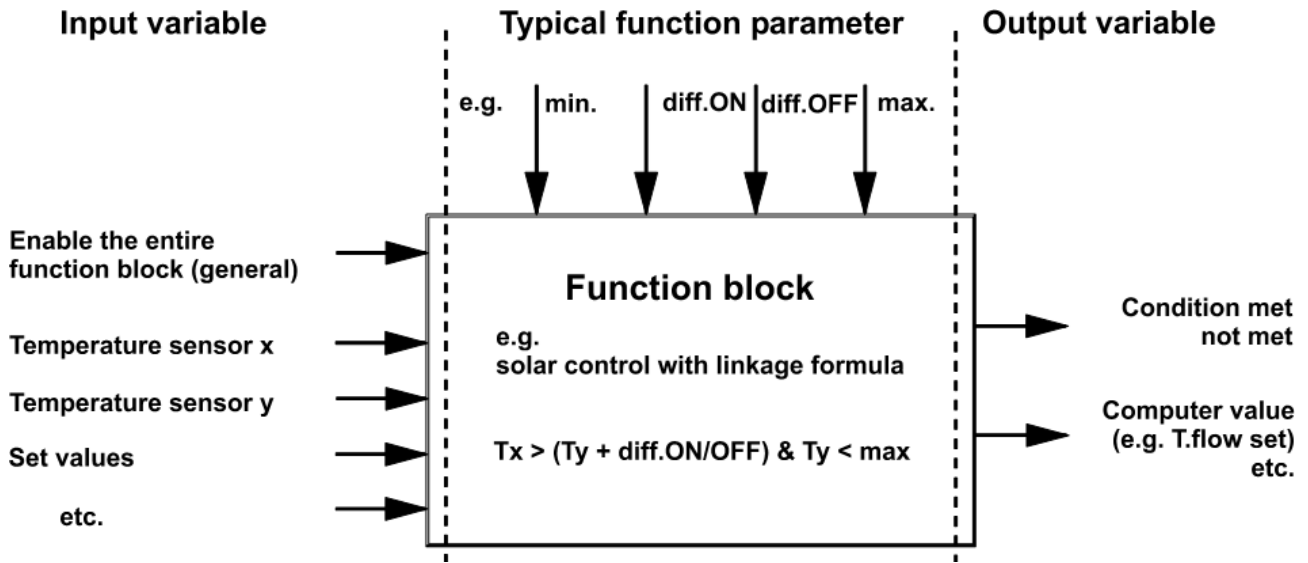 Input variable
Typical function parameter
Output variable
e.g.
min.
diff.ON
diff.OFF
max.
Enable the entire
function block (general)
Temperature sensor x
Temperature sensor y
Set values
etc.
Function block
e.g.
solar control with linkage formula
Tx > (Ty + diff.ON/OFF) & Ty < max
Condition met
not met
Computer value
(e.g. T.flow set)
etc.